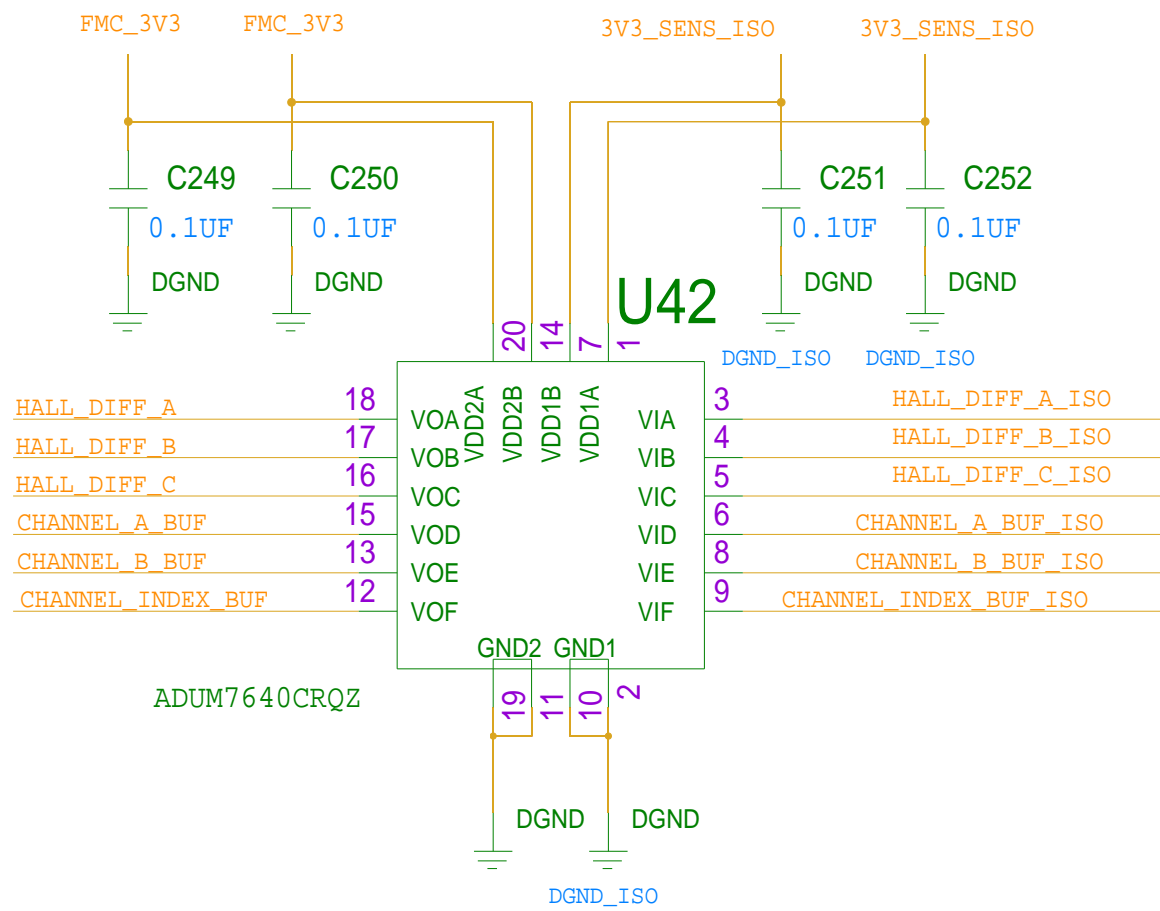 FMC_3V3 FMC_3V3 3V3_SENS_ISO 3V3_SENS_ISO
C249 C250 C251 C252
0.1UF 0.1UF 0.1UF 0.1UF
DGND DGND DGND DGND
U42
20 14 7 1
DGND_ISO DGND_ISO
VDD2A VDD2B VDD1B VDD1A
HALL_DIFF_A 18 VOA VIA 3 HALL_DIFF_A_ISO
HALL_DIFF_B 17 VOB VIB 4 HALL_DIFF_B_ISO
HALL_DIFF_C 16 VOC VIC 5 HALL_DIFF_C_ISO
CHANNEL_A_BUF 15 VOD VID 6 CHANNEL_A_BUF_ISO
CHANNEL_B_BUF 13 VOE VIE 8 CHANNEL_B_BUF_ISO
CHANNEL_INDEX_BUF 12 VOF VIF 9 CHANNEL_INDEX_BUF_ISO
GND2 GND1
ADUM7640CRQZ
19 11 10 2
DGND DGND
DGND_ISO